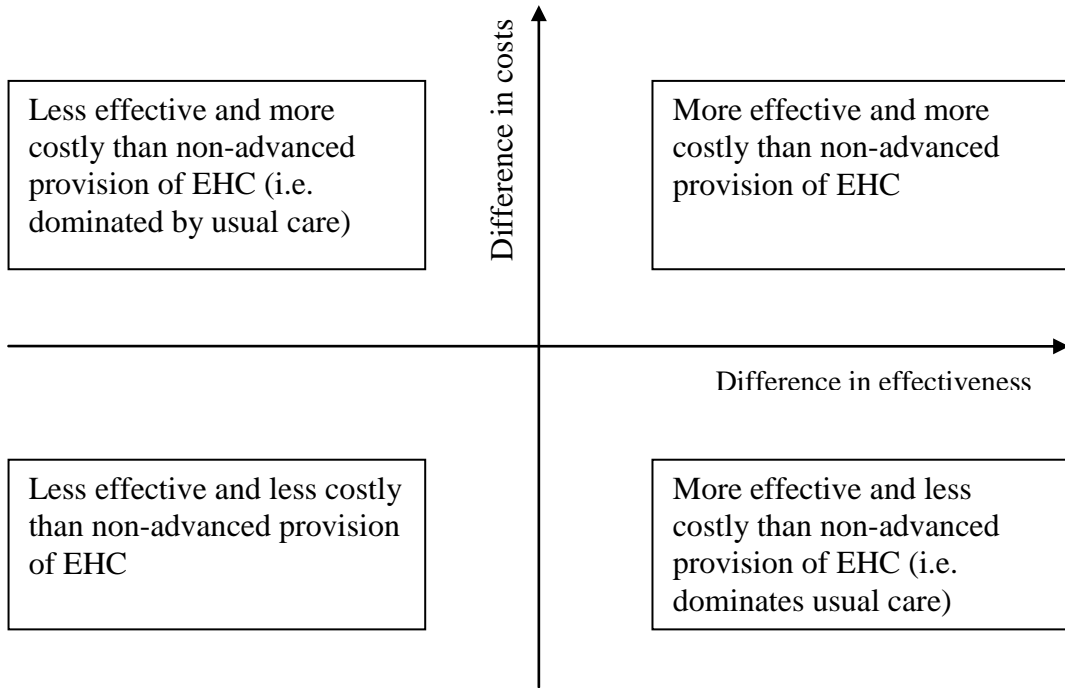 Difference in costs
Less effective and more
costly than non-advanced
provision of EHC (i.e.
dominated by usual care)
More effective and more
costly than non-advanced
provision of EHC
Difference in effectiveness
Less effective and less costly
than non-advanced provision
of EHC
More effective and less
costly than non-advanced
provision of EHC (i.e.
dominates usual care)